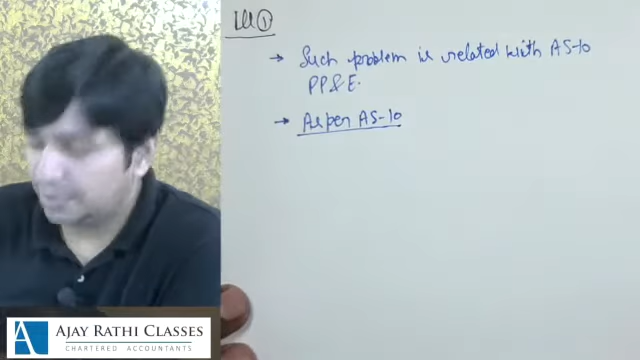 Ill ①
→ Such problem is related with AS-10
PP&E.
→ As per AS-10
A
AJAY RATHI CLASSES
CHARTERED ACCOUNTANTS